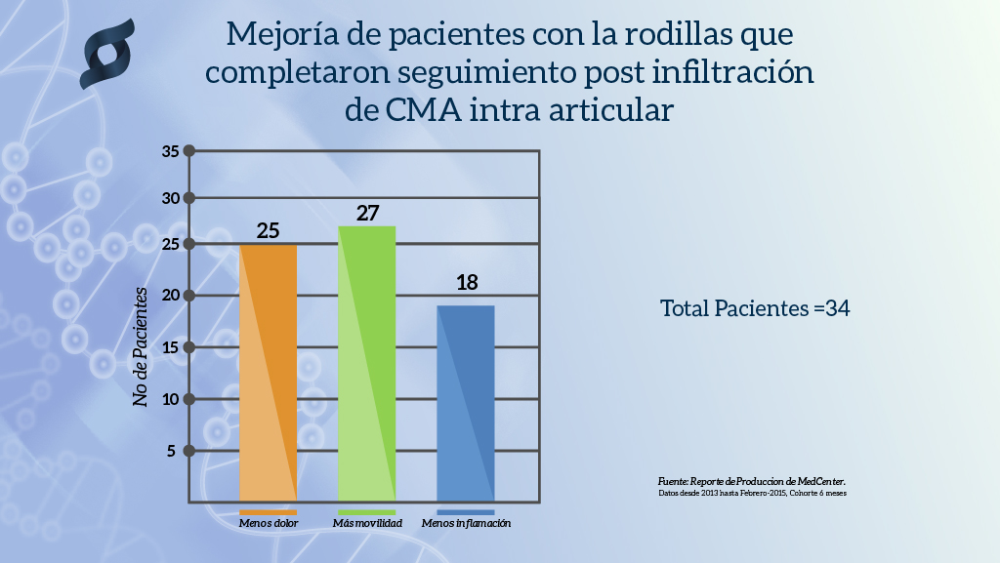 Mejoría de pacientes con la rodillas que
completaron seguimiento post infiltración
de CMA intra articular
35
30
25
20
15
10
5
No de Pacientes
25
27
18
Menos dolor
Más movilidad
Menos inflamación
Total Pacientes =34
Fuente: Reporte de Produccion de MedCenter.
Datos desde 2013 hasta Febrero-2015, Cohorte 6 meses